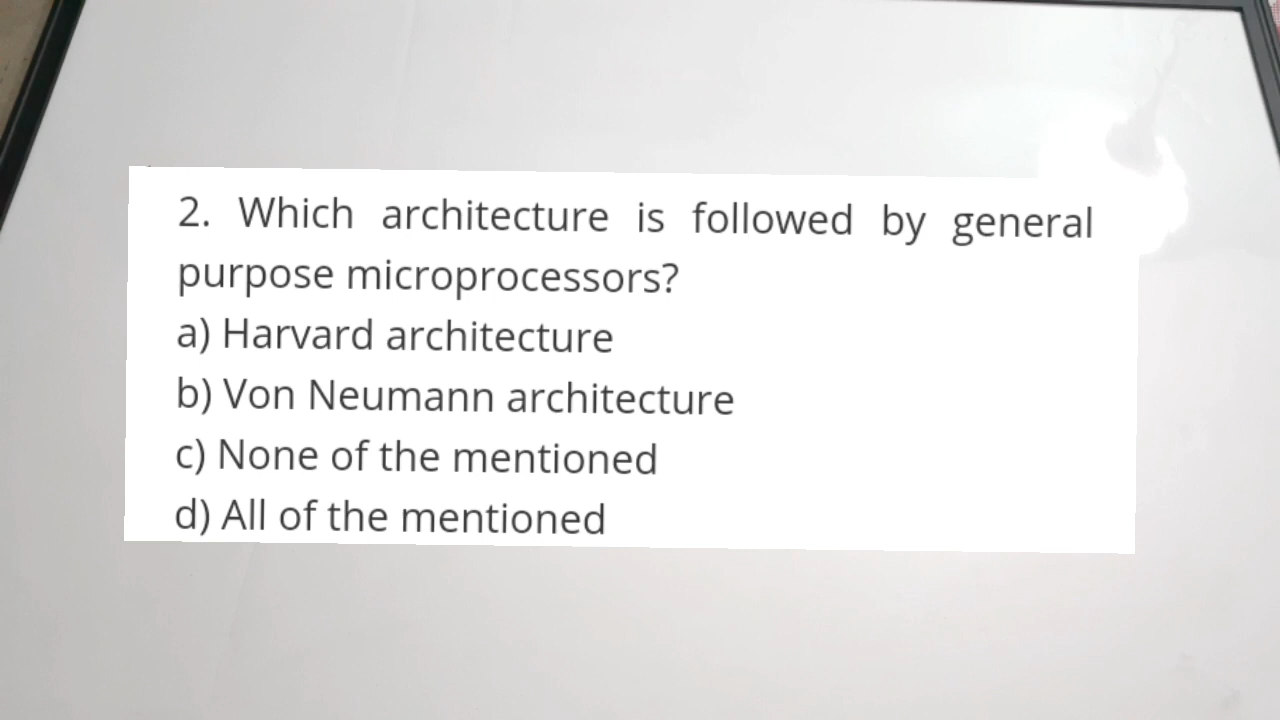 2. Which architecture is followed by general
purpose microprocessors?
a) Harvard architecture
b) Von Neumann architecture
c) None of the mentioned
d) All of the mentioned